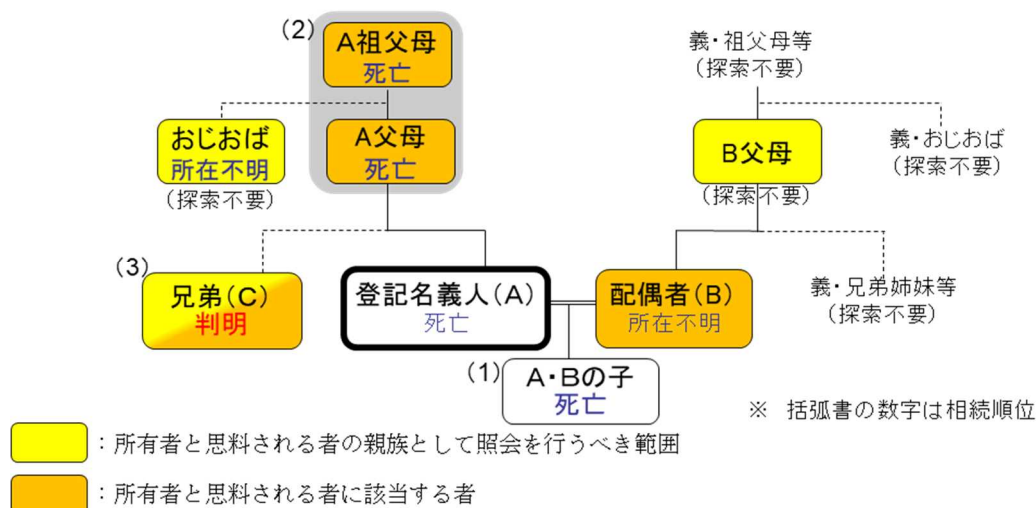 (2)
A祖父母
死亡
義・祖父母等
(探索不要)
おじおば
所在不明
(探索不要)
A父母
死亡
B父母
(探索不要)
義・おじおば
(探索不要)
(3)
兄弟(C)
判明
登記名義人(A)
死亡
配偶者(B)
所在不明
義・兄弟姉妹等
(探索不要)
(1)
A・Bの子
死亡
※ 括弧書の数字は相続順位
:所有者と思料される者の親族として照会を行うべき範囲
:所有者と思料される者に該当する者